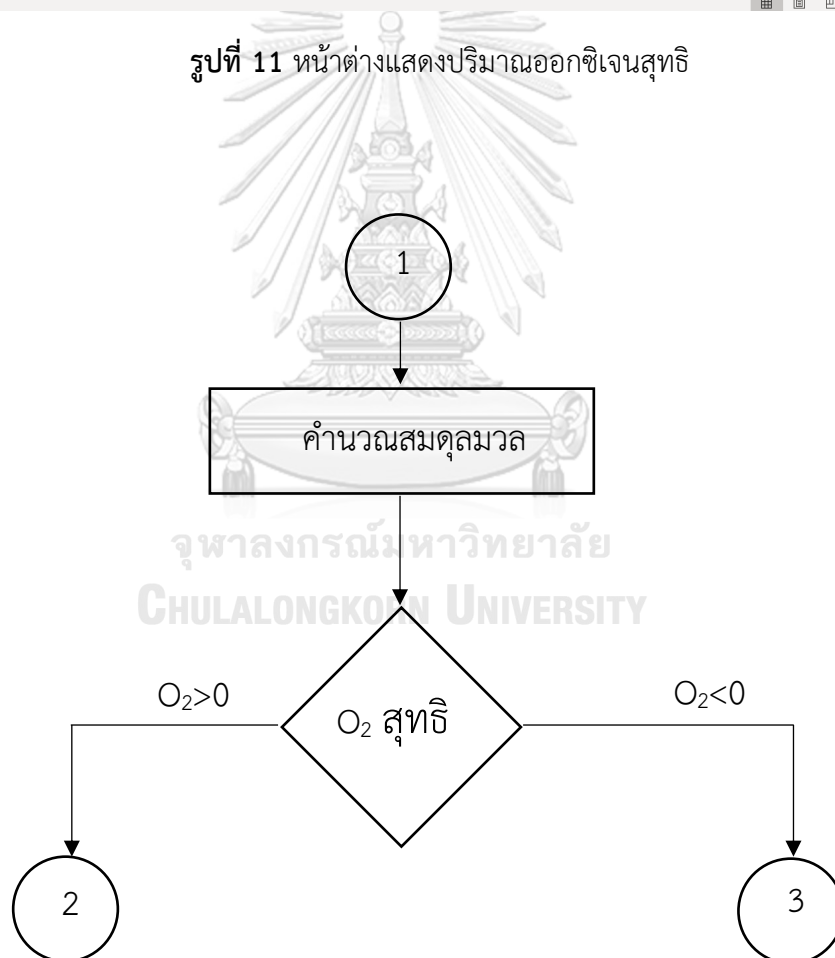 รูปที่ 11 หน้าต่างแสดงปริมาณออกซิเจนสุทธิ
1
คำนวณสมดุลมวล
จุฬาลงกรณ์มหาวิทยาลัย
CHULALONGKORN UNIVERSITY
O₂>0
O₂<0
O₂ สุทธิ
2
3